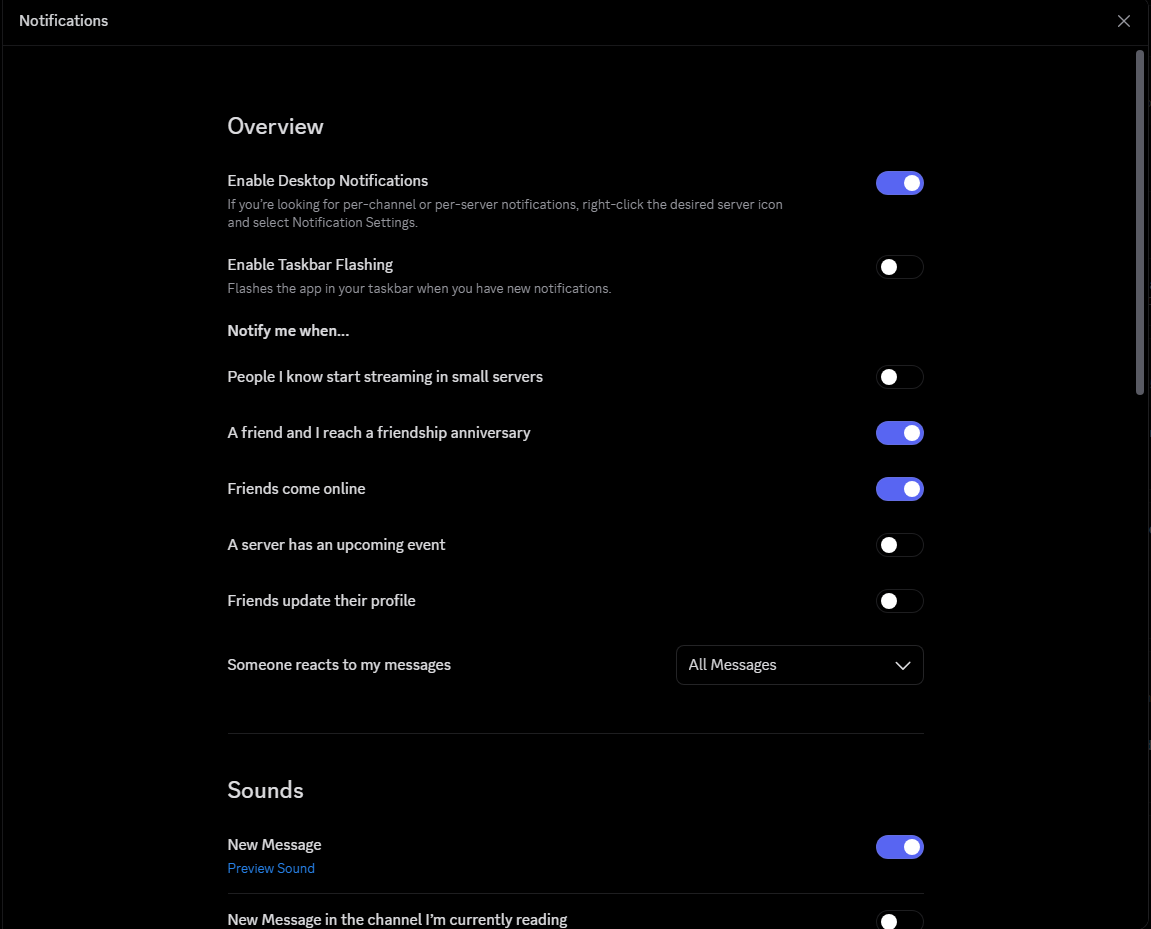 Notifications
Overview
Enable Desktop Notifications
If you're looking for per-channel or per-server notifications, right-click the desired server icon
and select Notification Settings.
Enable Taskbar Flashing
Flashes the app in your taskbar when you have new notifications.
Notify me when...
People I know start streaming in small servers
A friend and I reach a friendship anniversary
Friends come online
A server has an upcoming event
Friends update their profile
Someone reacts to my messages
All Messages
Sounds
New Message
Preview Sound
New Message in the channel I'm currently reading